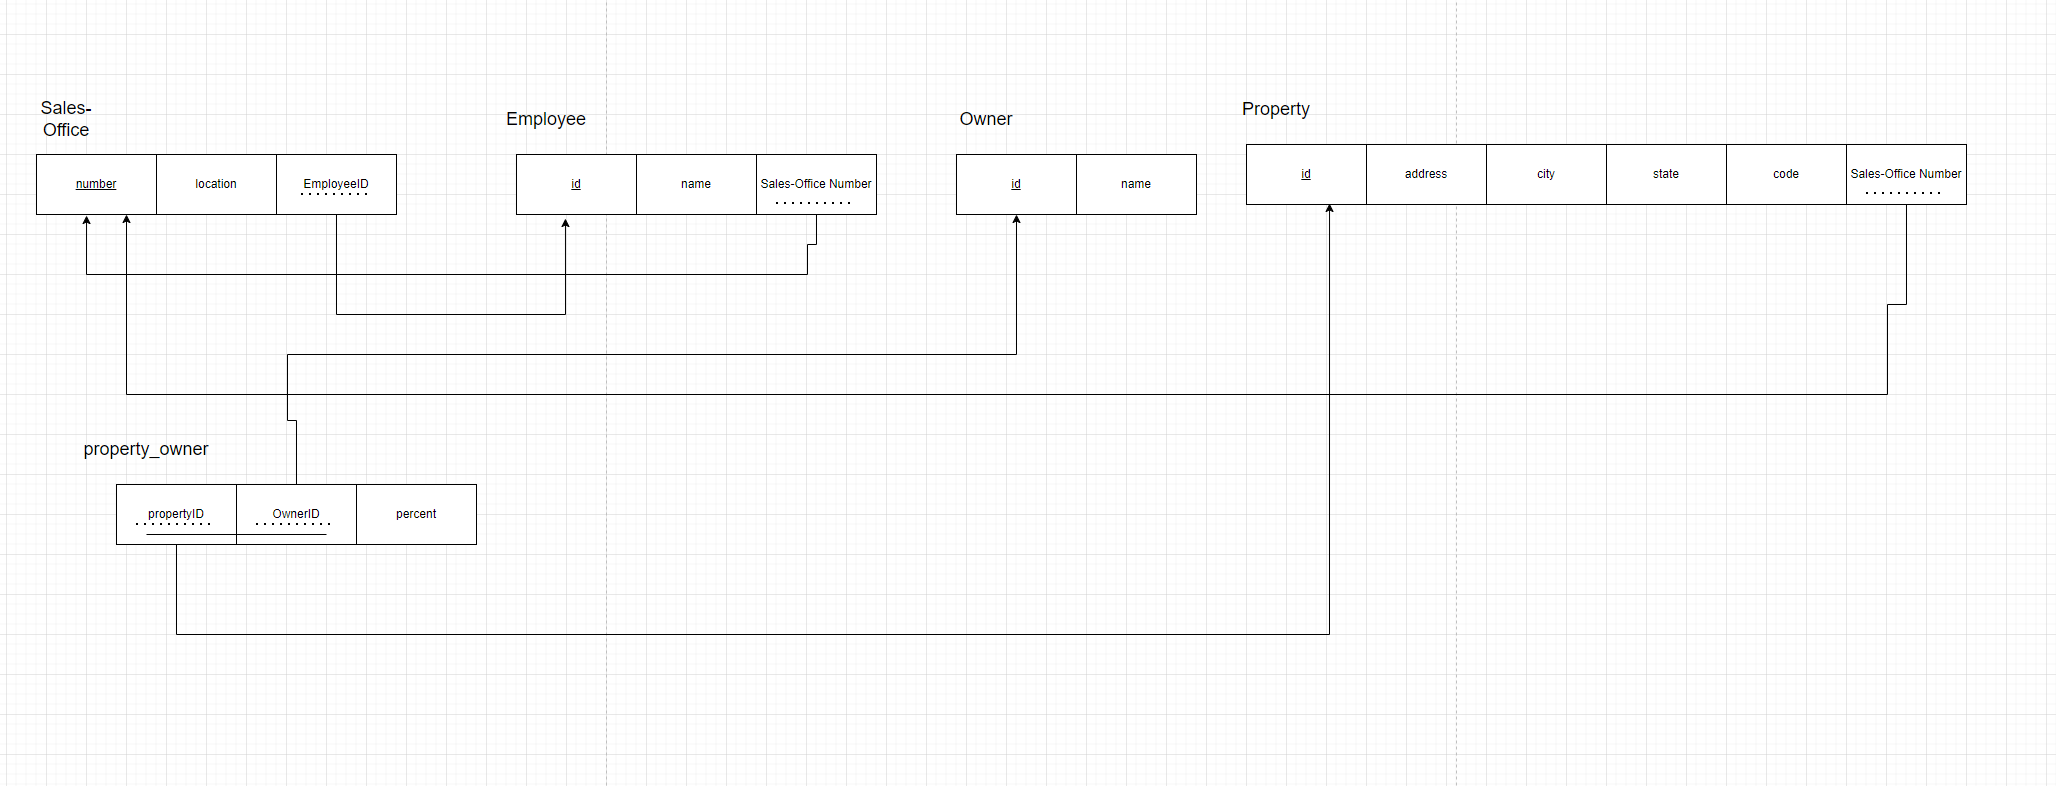 Sales-
Office
Employee
Owner
Property
number
location
EmployeeID
id
name
Sales-Office Number
id
name
id
address
city
state
code
Sales-Office Number
property_owner
propertyID
OwnerID
percent